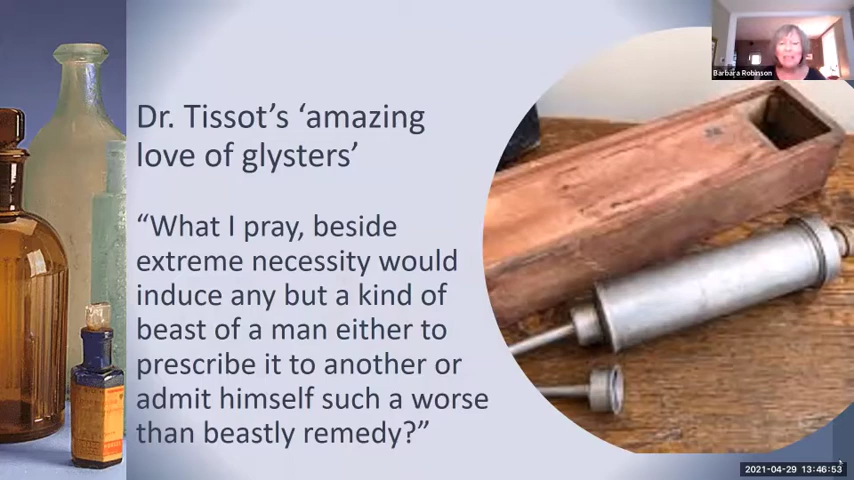 Barbara Robinson
Dr. Tissot’s ‘amazing
love of glysters’
“What I pray, beside
extreme necessity would
induce any but a kind of
beast of a man either to
prescribe it to another or
admit himself such a worse
than beastly remedy?”
2021-04-29 13:46:53